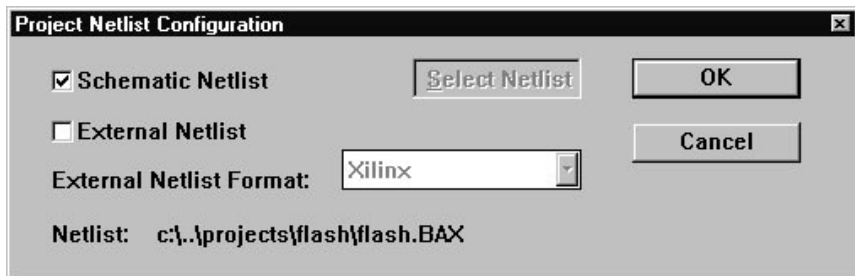 Project Netlist Configuration
Schematic Netlist Select Netlist OK
External Netlist Cancel
External Netlist Format: Xilinx
Netlist: c:\..\projects\flash\flash.BAX